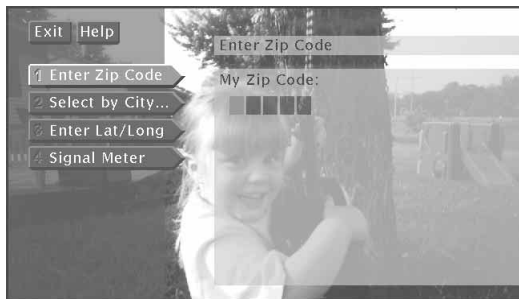 Exit Help
Enter Zip Code
1 Enter Zip Code
My Zip Code:
2 Select by City...
3 Enter Lat/Long
4 Signal Meter